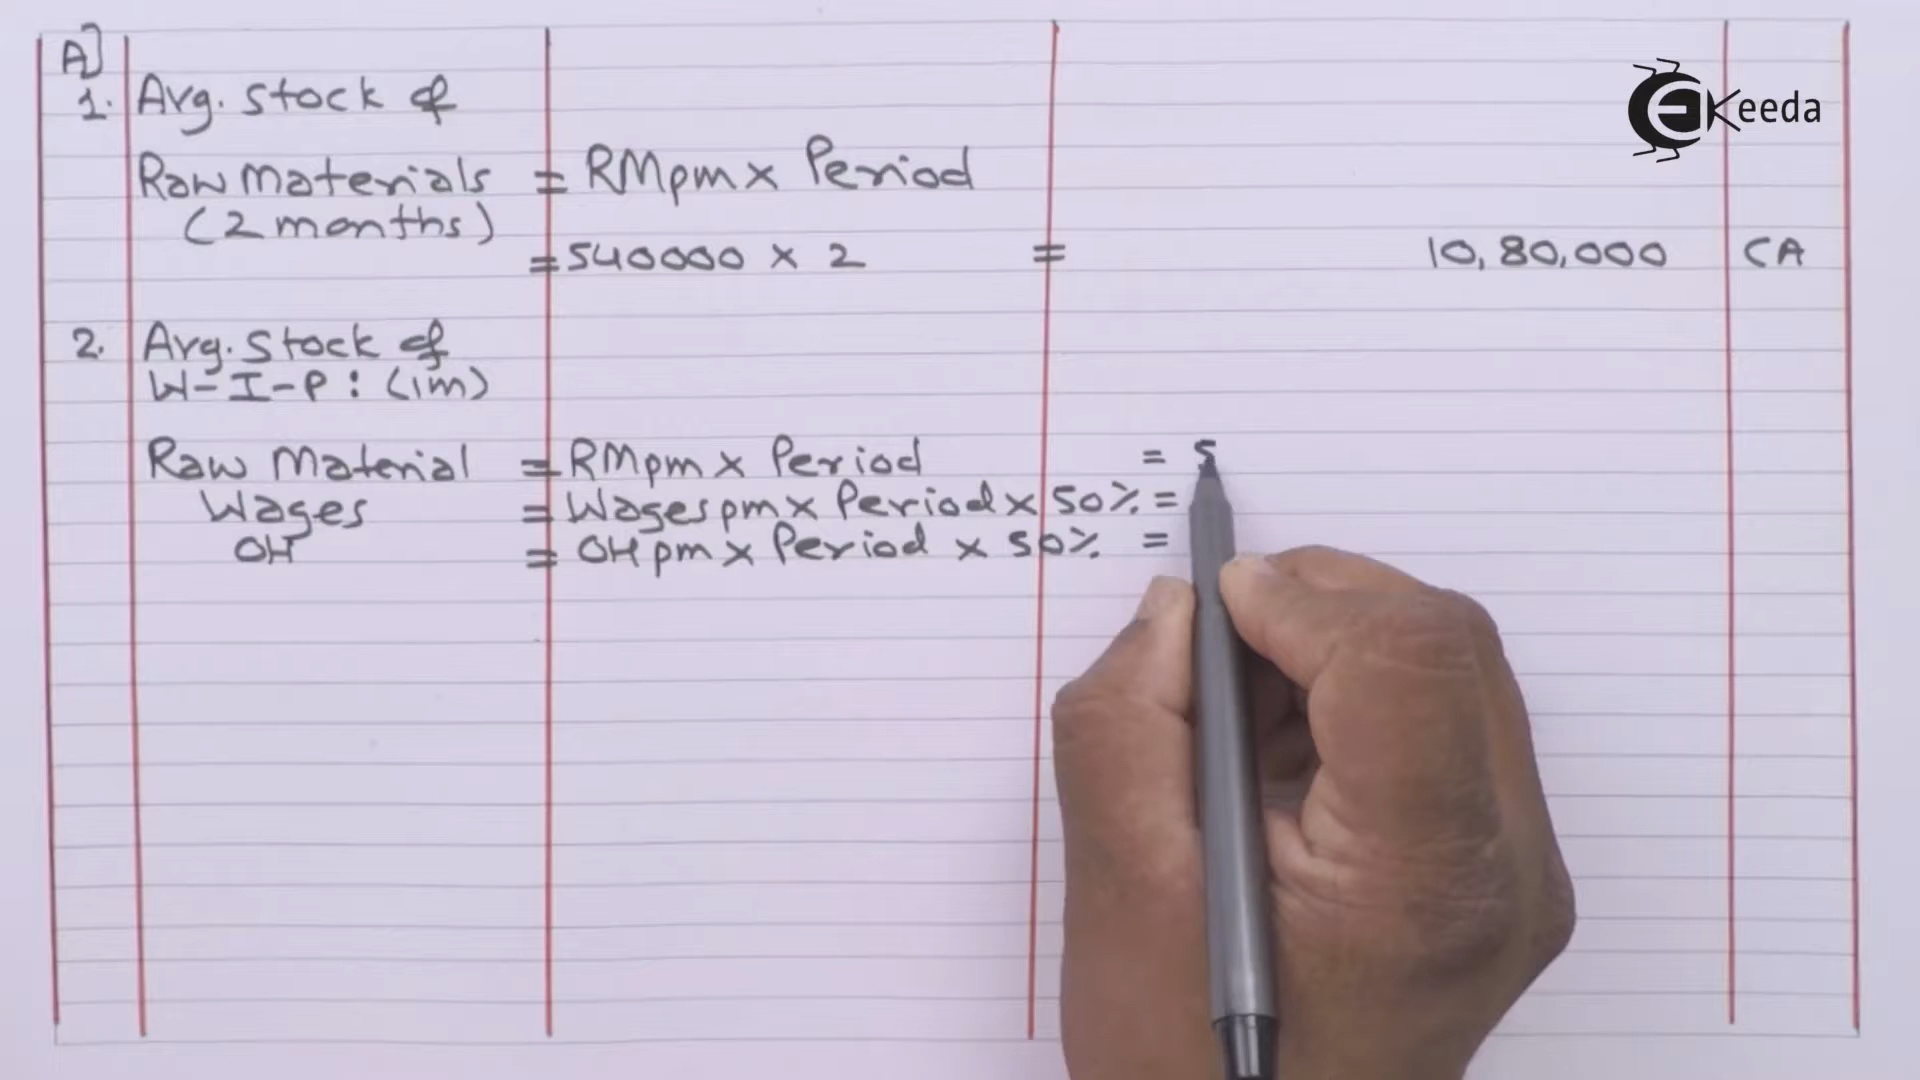 A]
1. Avg. stock of
Raw Materials = RMpm x Period
(2 months)
= 540000 x 2 = 10,80,000 CA
2. Avg. Stock of
W-I-P : (1m)
Raw Material = RMpm x Period = 5
Wages = Wages pm x Period x 50% =
OH = OH pm x Period x 50% =
EKeeda